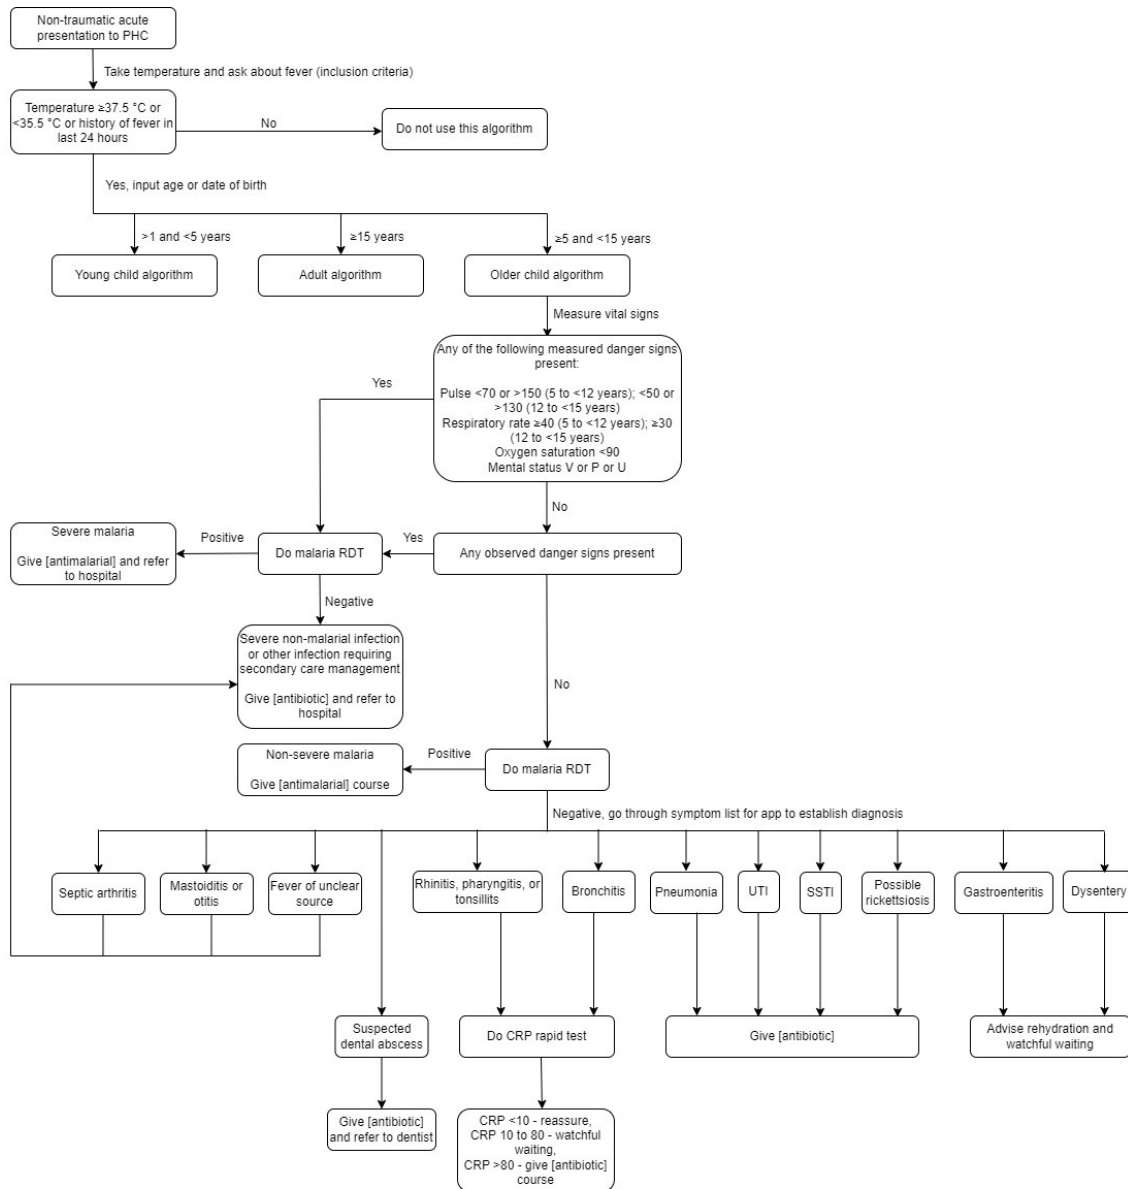 Non-traumatic acute
presentation to PHC
Take temperature and ask about fever (inclusion criteria)
Temperature ≥37.5 °C or
<35.5 °C or history of fever in
last 24 hours
No
Do not use this algorithm
Yes, input age or date of birth
>1 and <5 years
≥15 years
≥5 and <15 years
Young child algorithm
Adult algorithm
Older child algorithm
Measure vital signs
Any of the following measured danger signs
present:
Pulse <70 or >150 (5 to <12 years); <50 or
>130 (12 to <15 years)
Respiratory rate ≥40 (5 to <12 years); ≥30
(12 to <15 years)
Oxygen saturation <90
Mental status V or P or U
Yes
No
Severe malaria
Give [antimalarial] and refer
to hospital
Positive
Do malaria RDT
Yes
Any observed danger signs present
Negative
Severe non-malarial infection
or other infection requiring
secondary care management
Give [antibiotic] and refer to
hospital
No
Non-severe malaria
Give [antimalarial] course
Positive
Do malaria RDT
Negative, go through symptom list for app to establish diagnosis
Septic arthritis
Mastoiditis or
otitis
Fever of unclear
source
Rhinitis, pharyngitis, or
tonsillits
Bronchitis
Pneumonia
UTI
SSTI
Possible
rickettsiosis
Gastroenteritis
Dysentery
Suspected
dental abscess
Do CRP rapid test
Give [antibiotic]
Advise rehydration and
watchful waiting
Give [antibiotic]
and refer to dentist
CRP <10 - reassure,
CRP 10 to 80 - watchful
waiting,
CRP >80 - give [antibiotic]
course